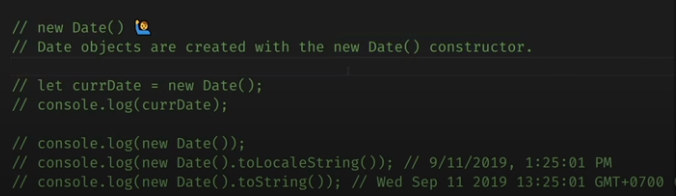 // new Date() 🙋‍♂️
// Date objects are created with the new Date() constructor.
// let currDate = new Date();
// console.log(currDate);
// console.log(new Date());
// console.log(new Date().toLocaleString()); // 9/11/2019, 1:25:01 PM
// console.log(new Date().toString()); // Wed Sep 11 2019 13:25:01 GMT+0700